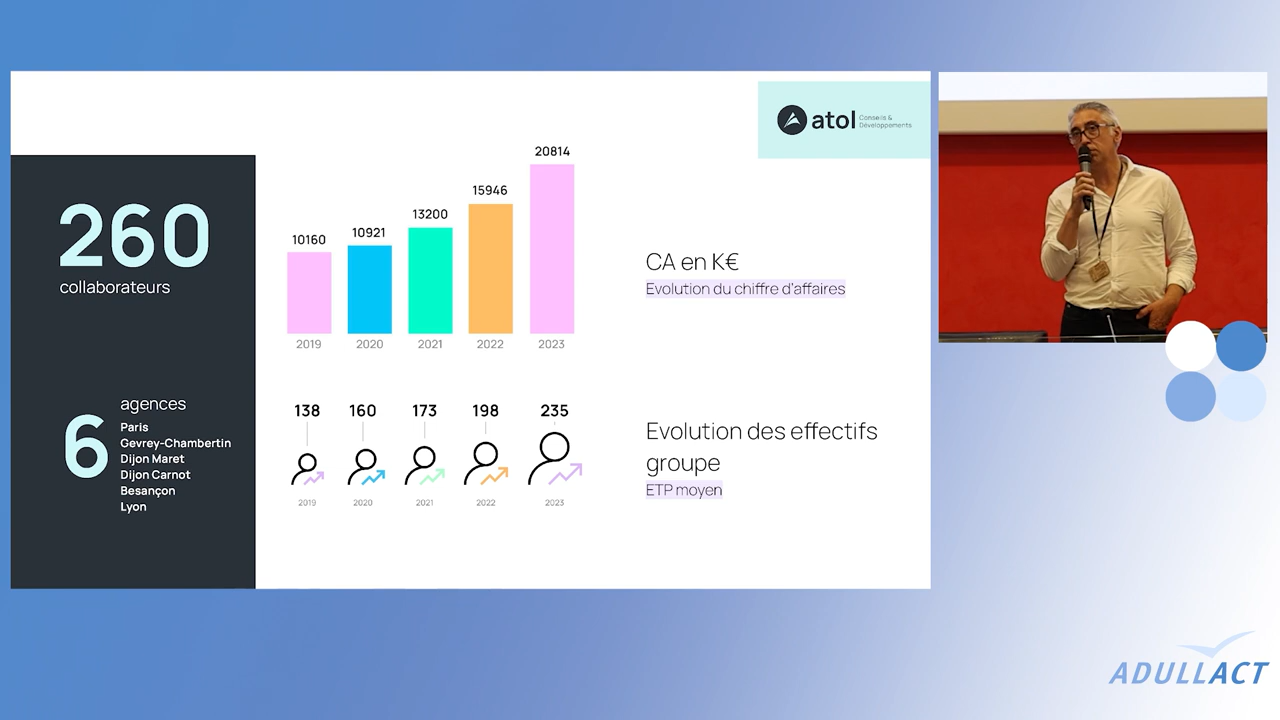 atol Conseils & Développements
260
collaborateurs
6
agences
Paris
Gevrey-Chambertin
Dijon Maret
Dijon Carnot
Besançon
Lyon
10160 10921 13200 15946 20814
2019 2020 2021 2022 2023
CA en K€
Evolution du chiffre d'affaires
138 160 173 198 235
2019 2020 2021 2022 2023
Evolution des effectifs
groupe
ETP moyen
ADULLACT